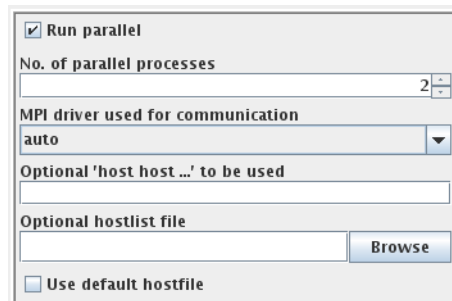 Run parallel
No. of parallel processes
2
MPI driver used for communication
auto
Optional 'host host ...' to be used
Optional hostlist file
Browse
Use default hostfile